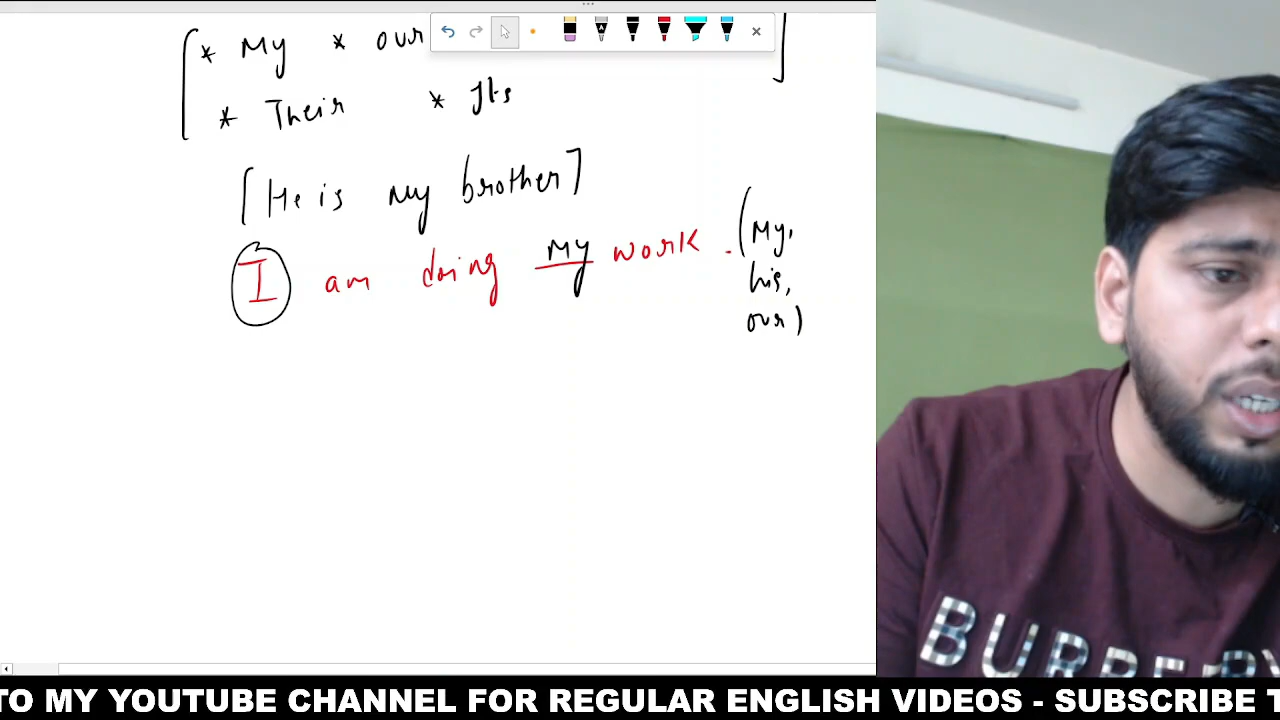 * My * our
* Their * Its
[He is my brother]
I am doing my work. (My,
his,
our)
BURBE
TO MY YOUTUBE CHANNEL FOR REGULAR ENGLISH VIDEOS - SUBSCRIBE T